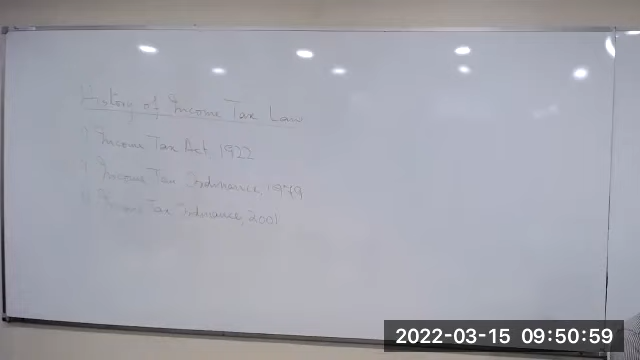 History of Income Tax Law
Income Tax Act, 1922
Income Tax Ordinance, 1979
Income Tax Ordinance, 2001
2022-03-15 09:50:59